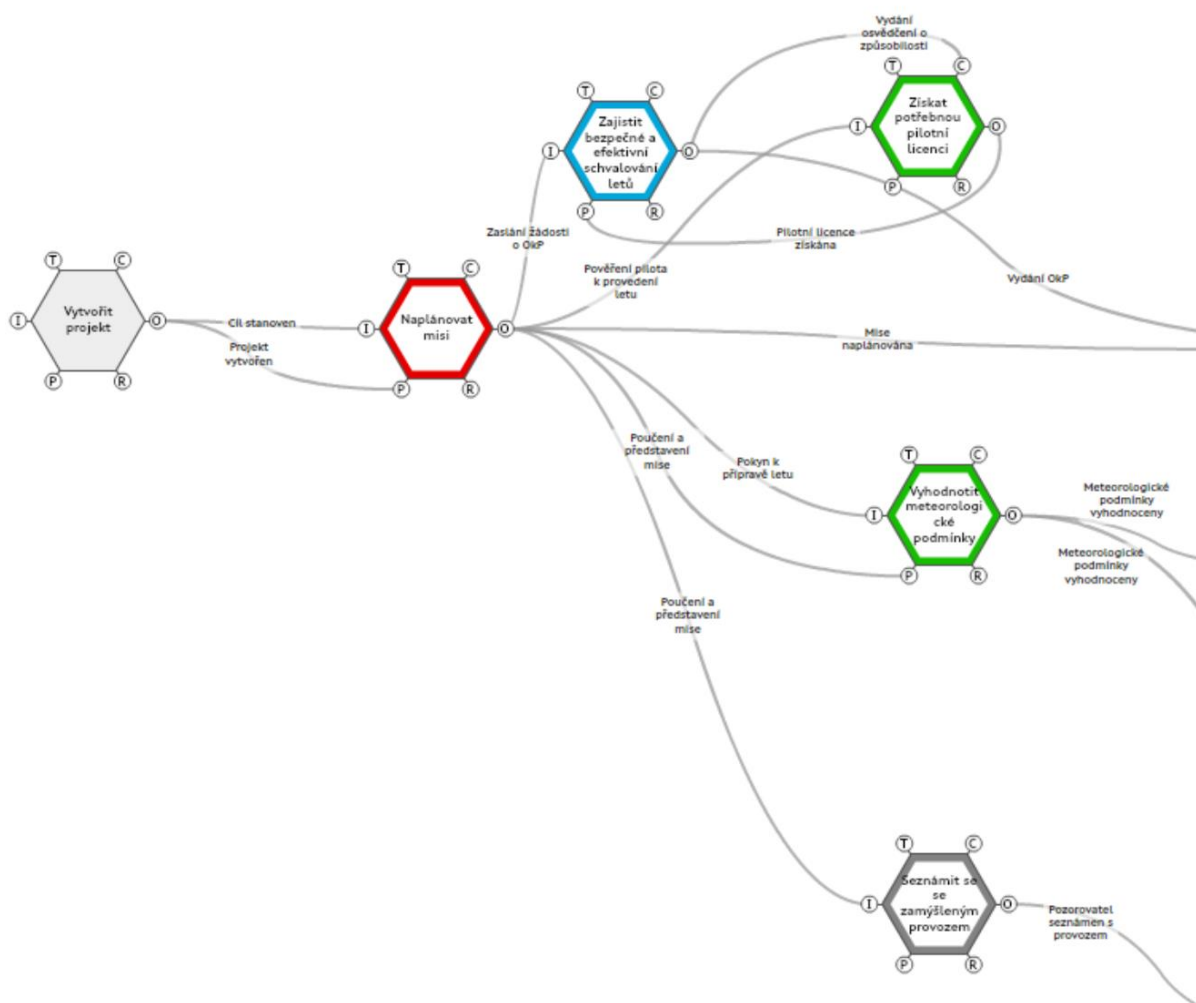 Vydání
osvědčení o
způsobilosti
T
C
Zajistit
bezpečné a
efektivní
schvalování
letů
I
O
P
R
T
C
Získat
potřebnou
pilotní
licenci
I
O
P
R
Zaslání žádosti
o OkP
Pilotní licence
získána
Pověření pilota
k provedení
letu
Vydání OkP
T
C
Vytvořit
projekt
I
O
P
R
Cíl stanoven
Projekt
vytvořen
T
C
Naplánovat
misi
I
O
P
R
Mise
naplánována
Poučení a
představení
mise
Pokyn k
přípravě letu
T
C
Vyhodnotit
meteorologi
cké
podmínky
I
O
P
R
Meteorologické
podmínky
vyhodnoceny
Meteorologické
podmínky
vyhodnoceny
Poučení a
představení
mise
T
C
Seznámit se
se
zamýšleným
provozem
I
O
P
R
Pozorovatel
seznámen s
provozem